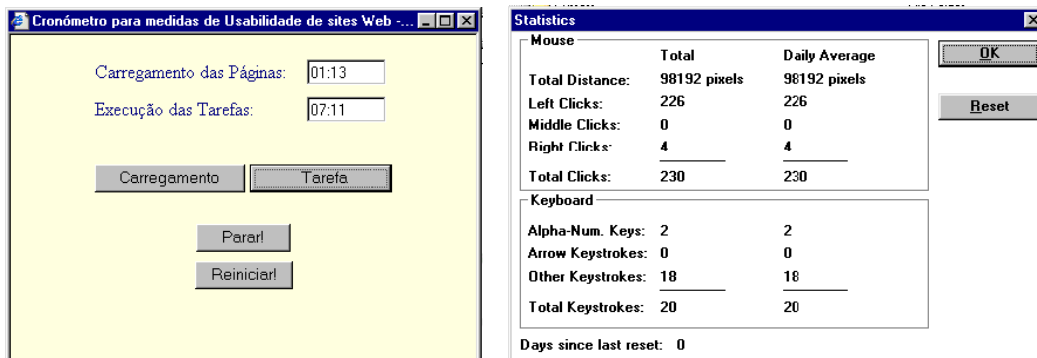 Cronómetro para medidas de Usabilidade de sites Web -...
Carregamento das Páginas: 01:13
Execução das Tarefas: 07:11
Carregamento Tarefa
Parar!
Reiniciar!
Statistics
Mouse
Total Daily Average
Total Distance: 98192 pixels 98192 pixels
Left Clicks: 226 226
Middle Clicks: 0 0
Right Clicks: 4 4
Total Clicks: 230 230
Keyboard
Alpha-Num. Keys: 2 2
Arrow Keystrokes: 0 0
Other Keystrokes: 18 18
Total Keystrokes: 20 20
Days since last reset: 0
OK
Reset